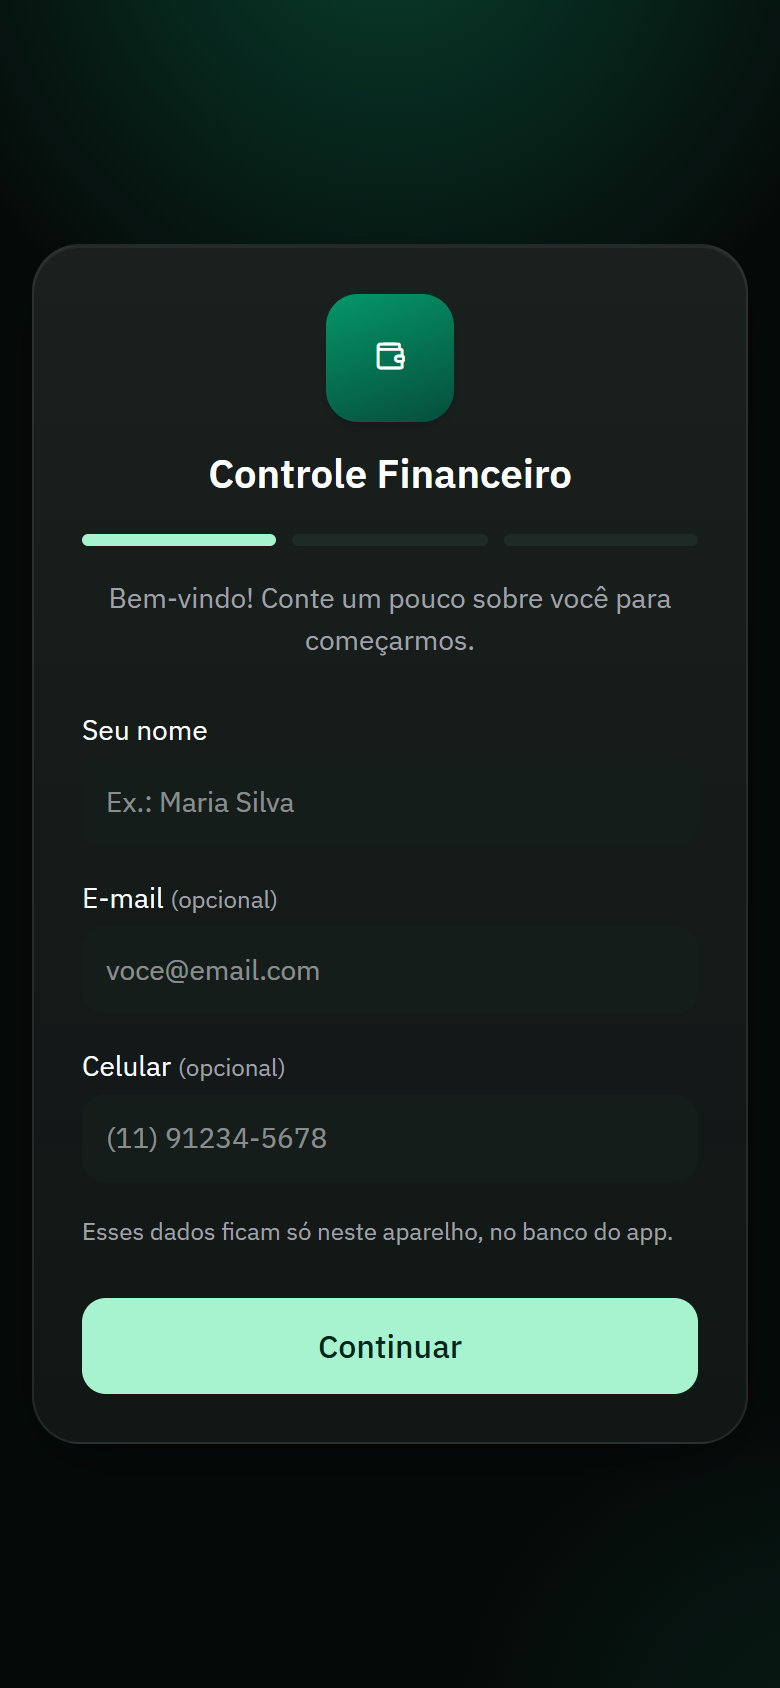 Controle Financeiro
Bem-vindo! Conte um pouco sobre você para
começarmos.
Seu nome
Ex.: Maria Silva
E-mail (opcional)
voce@email.com
Celular (opcional)
(11) 91234-5678
Esses dados ficam só neste aparelho, no banco do app.
Continuar